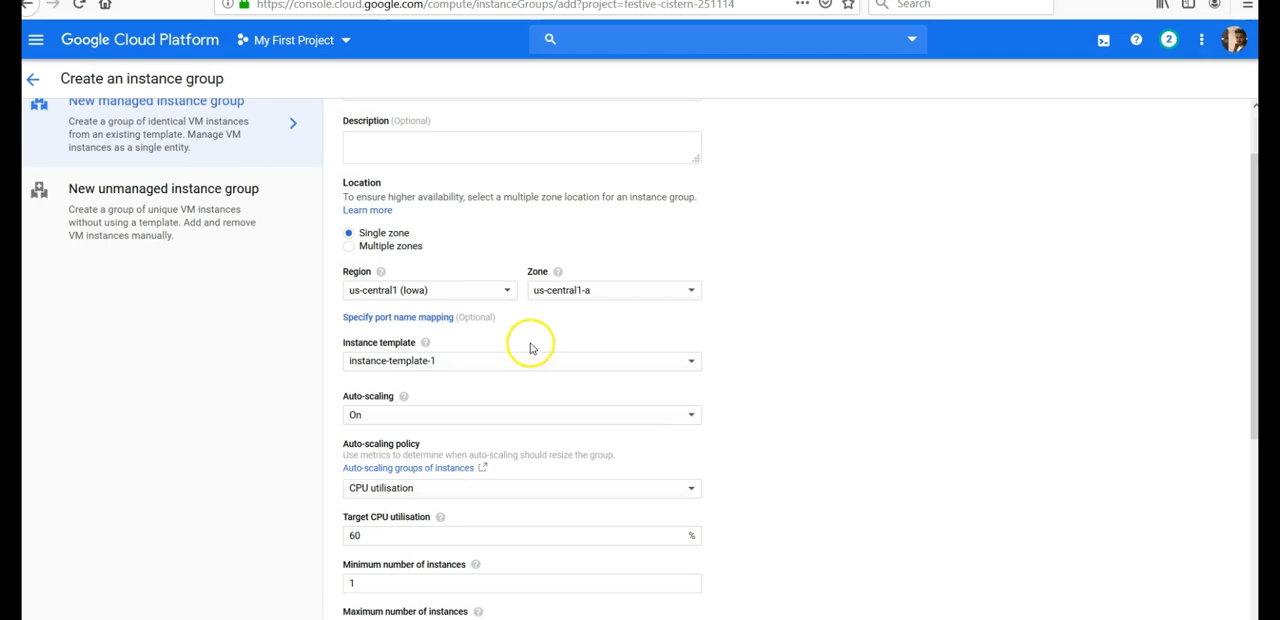 https://console.cloud.google.com/compute/instanceGroups/add?project=festive-cistern-251114
Search
Google Cloud Platform
My First Project
2
Create an instance group
New managed instance group
Create a group of identical VM instances
from an existing template. Manage VM
instances as a single entity.
New unmanaged instance group
Create a group of unique VM instances
without using a template. Add and remove
VM instances manually.
Description (Optional)
Location
To ensure higher availability, select a multiple zone location for an instance group.
Learn more
Single zone
Multiple zones
Region
Zone
us-central1 (Iowa)
us-central1-a
Specify port name mapping (Optional)
Instance template
instance-template-1
Auto-scaling
On
Auto-scaling policy
Use metrics to determine when auto-scaling should resize the group.
Auto-scaling groups of instances
CPU utilisation
Target CPU utilisation
60
%
Minimum number of instances
1
Maximum number of instances